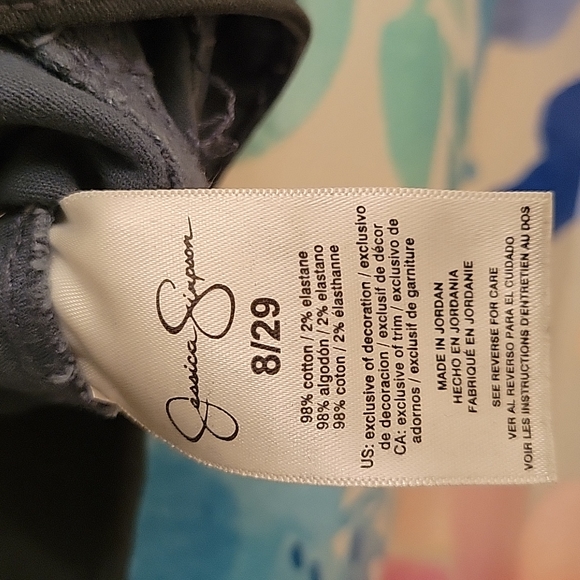 Jessica Simpson
8/29
98% cotton / 2% elastane
98% algodón / 2% elastano
98% coton / 2% élasthanne
US: exclusive of decoration / exclusivo
de decoración / exclusif de décor
CA: exclusive of trim / exclusivo de
adornos / exclusif de garniture
MADE IN JORDAN
HECHO EN JORDANIA
FABRIQUÉ EN JORDANIE
SEE REVERSE FOR CARE
VER AL REVERSO PARA EL CUIDADO
VOIR LES INSTRUCTIONS D'ENTRETIEN AU DOS